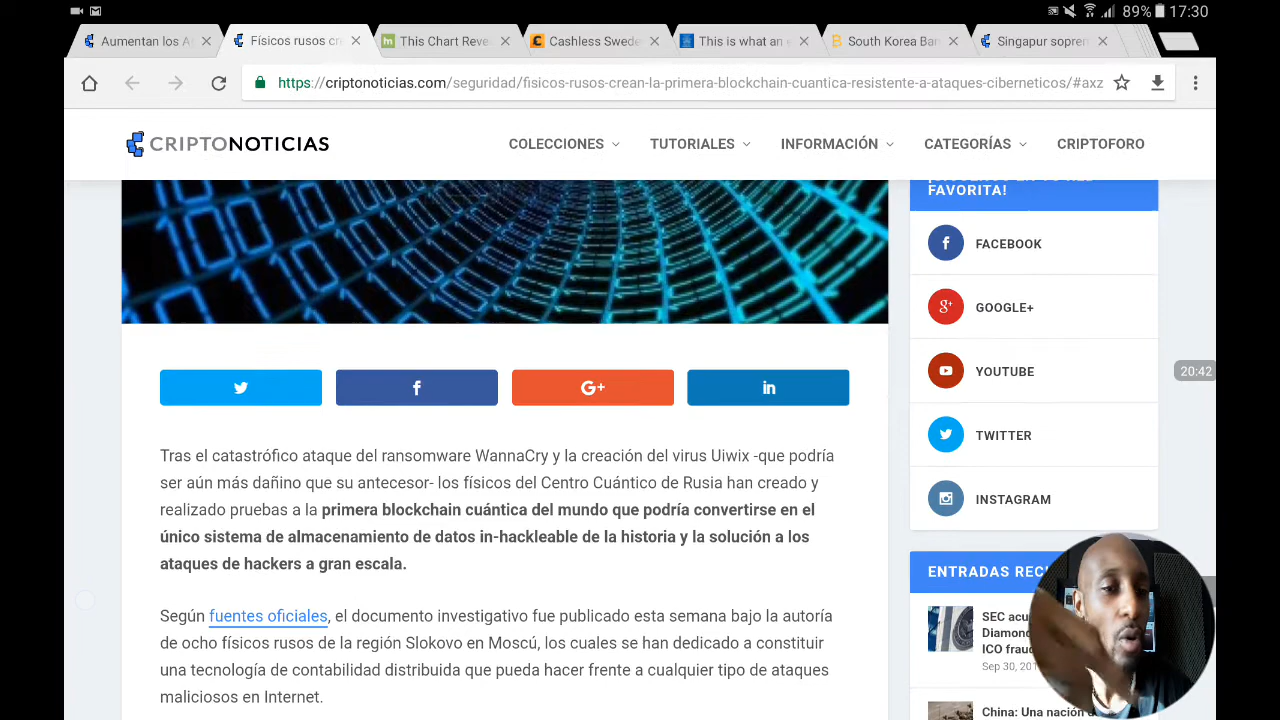 89% 17:30
Aumentan los A
Físicos rusos cr
This Chart Reve
Cashless Swede
This is what an
South Korea Ban
Singapur sopre
https://criptonoticias.com/seguridad/fisicos-rusos-crean-la-primera-blockchain-cuantica-resistente-a-ataques-ciberneticos/#axz
CRIPTONOTICIAS
COLECCIONES
TUTORIALES
INFORMACIÓN
CATEGORÍAS
CRIPTOFORO
FAVORITA!
FACEBOOK
GOOGLE+
YOUTUBE
20:42
TWITTER
INSTAGRAM
Tras el catastrófico ataque del ransomware WannaCry y la creación del virus Uiwix -que podría
ser aún más dañino que su antecesor- los físicos del Centro Cuántico de Rusia han creado y
realizado pruebas a la primera blockchain cuántica del mundo que podría convertirse en el
único sistema de almacenamiento de datos in-hackleable de la historia y la solución a los
ataques de hackers a gran escala.
Según fuentes oficiales, el documento investigativo fue publicado esta semana bajo la autoría
de ocho físicos rusos de la región Slokovo en Moscú, los cuales se han dedicado a constituir
una tecnología de contabilidad distribuida que pueda hacer frente a cualquier tipo de ataques
maliciosos en Internet.
ENTRADAS RECI
SEC acu
Diamon
ICO frau
Sep 30, 201
China: Una nación